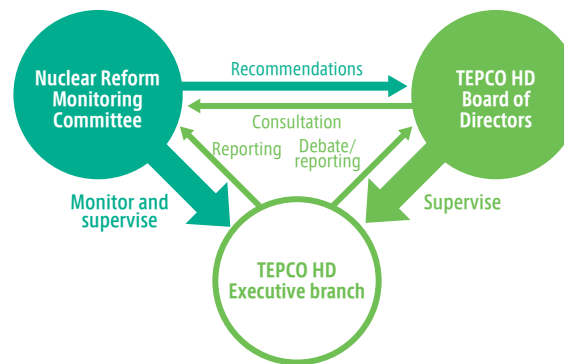 Nuclear Reform
Monitoring
Committee
Recommendations
TEPCO HD
Board of
Directors
Consultation
Reporting
Debate/
reporting
Monitor and
supervise
Supervise
TEPCO HD
Executive branch